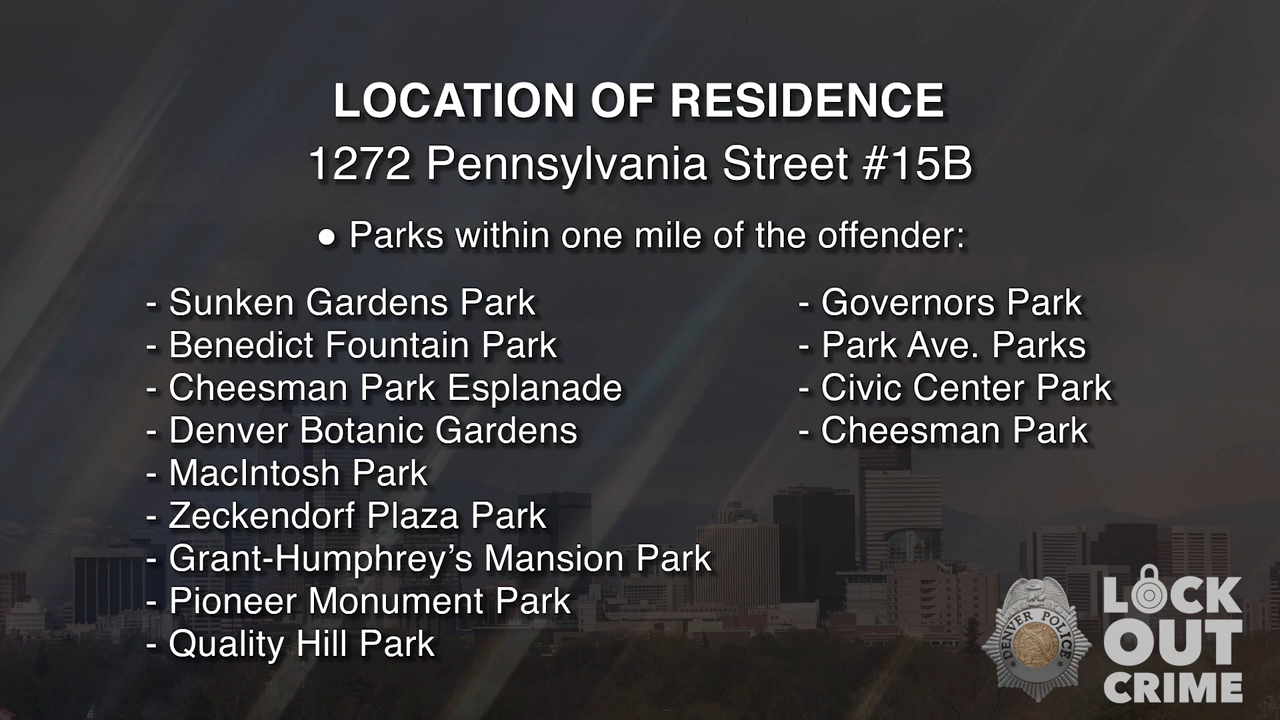 LOCATION OF RESIDENCE
1272 Pennsylvania Street #15B
● Parks within one mile of the offender:
- Sunken Gardens Park
- Benedict Fountain Park
- Cheesman Park Esplanade
- Denver Botanic Gardens
- MacIntosh Park
- Zeckendorf Plaza Park
- Grant-Humphrey’s Mansion Park
- Pioneer Monument Park
- Quality Hill Park
- Governors Park
- Park Ave. Parks
- Civic Center Park
- Cheesman Park
DENVER POLICE
LOCK
OUT
CRIME